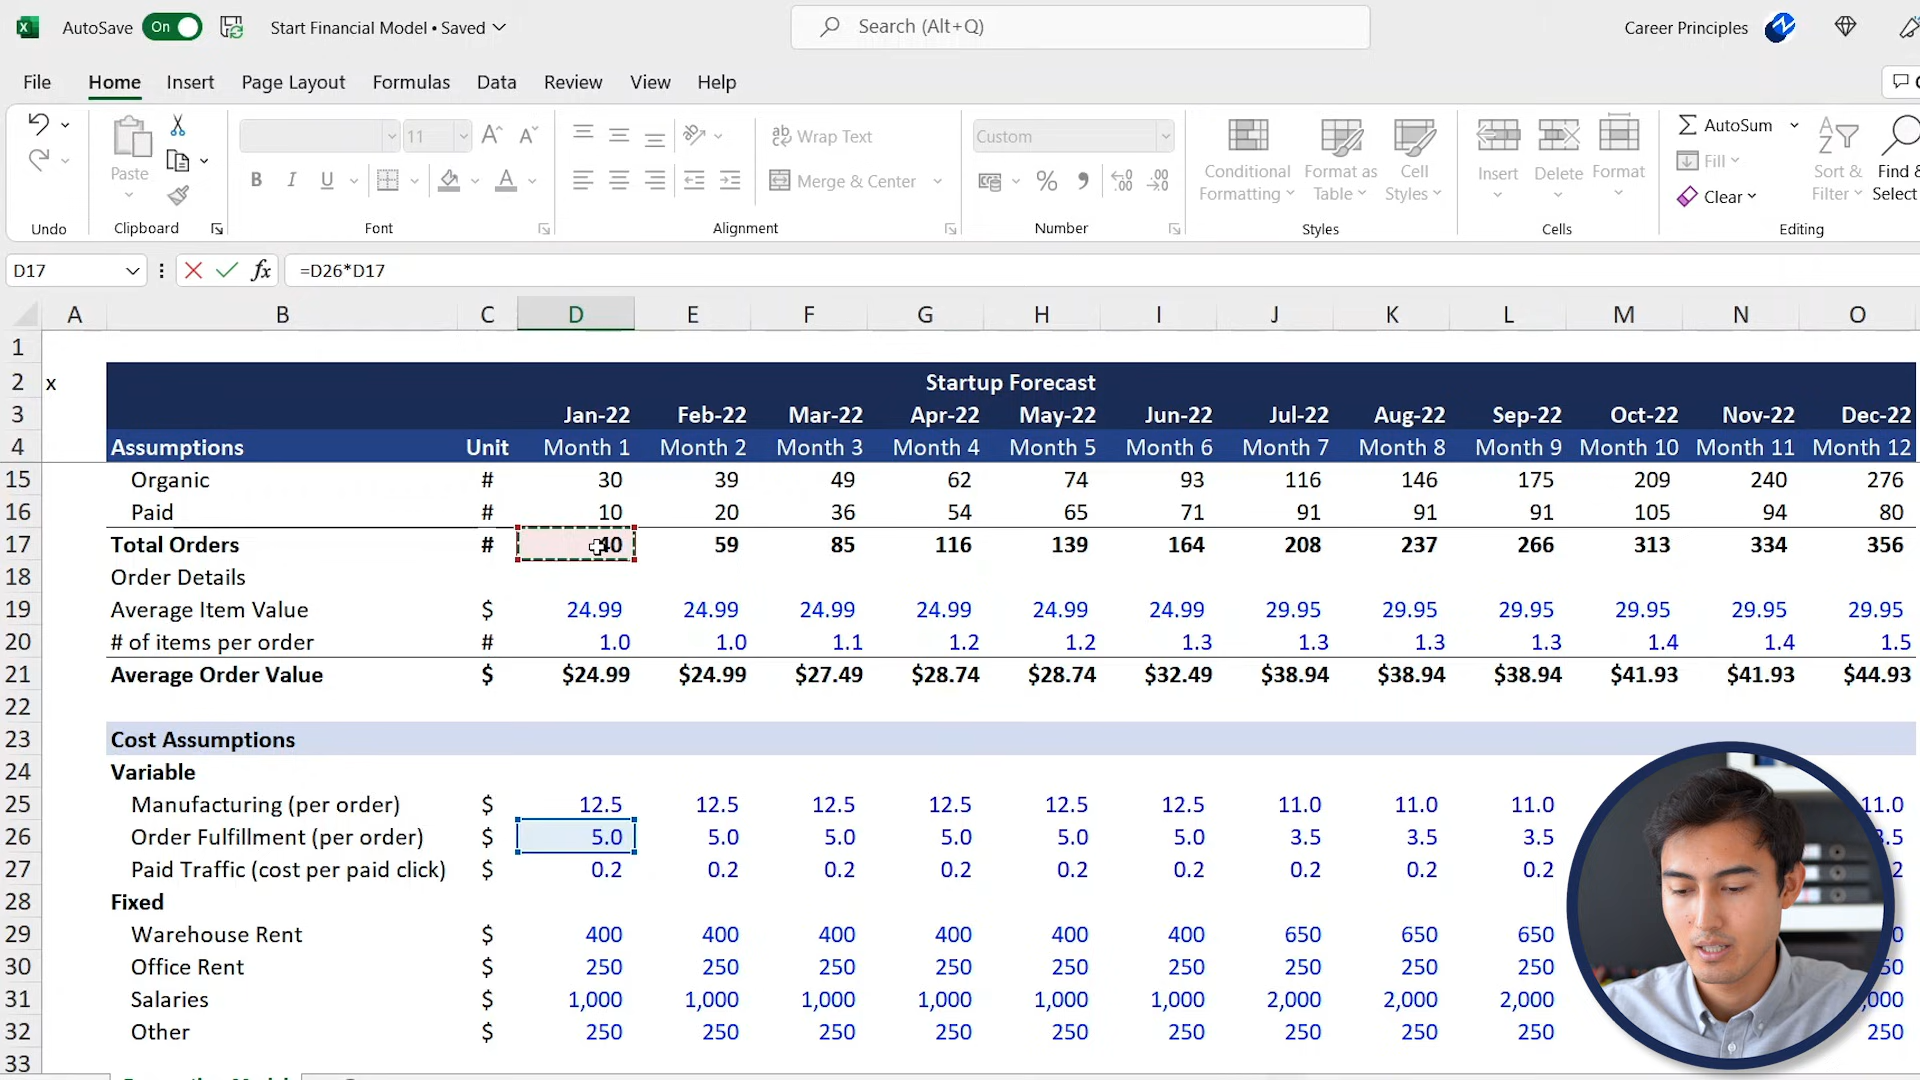 AutoSave On Start Financial Model • Saved Search (Alt+Q) Career Principles
File Home Insert Page Layout Formulas Data Review View Help
Paste 11 Wrap Text Custom Conditional Formatting Format as Table Cell Styles Insert Delete Format AutoSum Sort & Filter Find & Select
B I U Merge & Center Fill
Clear
Undo Clipboard Font Alignment Number Styles Cells Editing
D17 fx =D26*D17
A B C D E F G H I J K L M N O
1
2 x Startup Forecast
3 Jan-22 Feb-22 Mar-22 Apr-22 May-22 Jun-22 Jul-22 Aug-22 Sep-22 Oct-22 Nov-22 Dec-22
4 Assumptions Unit Month 1 Month 2 Month 3 Month 4 Month 5 Month 6 Month 7 Month 8 Month 9 Month 10 Month 11 Month 12
15 Organic # 30 39 49 62 74 93 116 146 175 209 240 276
16 Paid # 10 20 36 54 65 71 91 91 91 105 94 80
17 Total Orders # 40 59 85 116 139 164 208 237 266 313 334 356
18 Order Details
19 Average Item Value $ 24.99 24.99 24.99 24.99 24.99 24.99 29.95 29.95 29.95 29.95 29.95 29.95
20 # of items per order # 1.0 1.0 1.1 1.2 1.2 1.3 1.3 1.3 1.3 1.4 1.4 1.5
21 Average Order Value $ $24.99 $24.99 $27.49 $28.74 $28.74 $32.49 $38.94 $38.94 $38.94 $41.93 $41.93 $44.93
22
23 Cost Assumptions
24 Variable
25 Manufacturing (per order) $ 12.5 12.5 12.5 12.5 12.5 12.5 11.0 11.0 11.0 11.0
26 Order Fulfillment (per order) $ 5.0 5.0 5.0 5.0 5.0 5.0 3.5 3.5 3.5
27 Paid Traffic (cost per paid click) $ 0.2 0.2 0.2 0.2 0.2 0.2 0.2 0.2 0.2
28 Fixed
29 Warehouse Rent $ 400 400 400 400 400 400 650 650 650
30 Office Rent $ 250 250 250 250 250 250 250 250 250
31 Salaries $ 1,000 1,000 1,000 1,000 1,000 1,000 2,000 2,000 2,000
32 Other $ 250 250 250 250 250 250 250 250 250 250
33